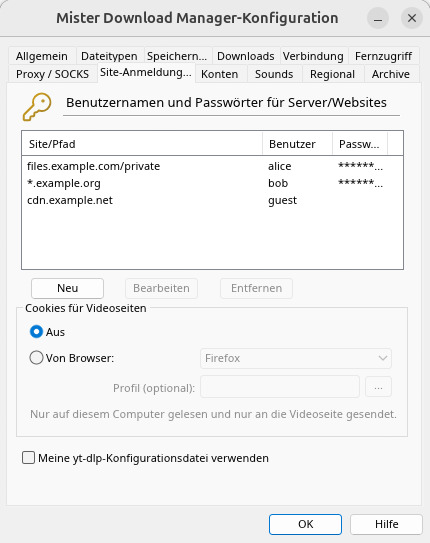 Mister Download Manager-Konfiguration
Allgemein Dateitypen Speichern... Downloads Verbindung Fernzugriff
Proxy / SOCKS Site-Anmeldung... Konten Sounds Regional Archive
Benutzernamen und Passwörter für Server/Websites
Site/Pfad Benutzer Passw...
files.example.com/private alice ******...
*.example.org bob ******...
cdn.example.net guest
Neu Bearbeiten Entfernen
Cookies für Videoseiten
Aus
Von Browser: Firefox
Profil (optional): ...
Nur auf diesem Computer gelesen und nur an die Videoseite gesendet.
Meine yt-dlp-Konfigurationsdatei verwenden
OK Hilfe